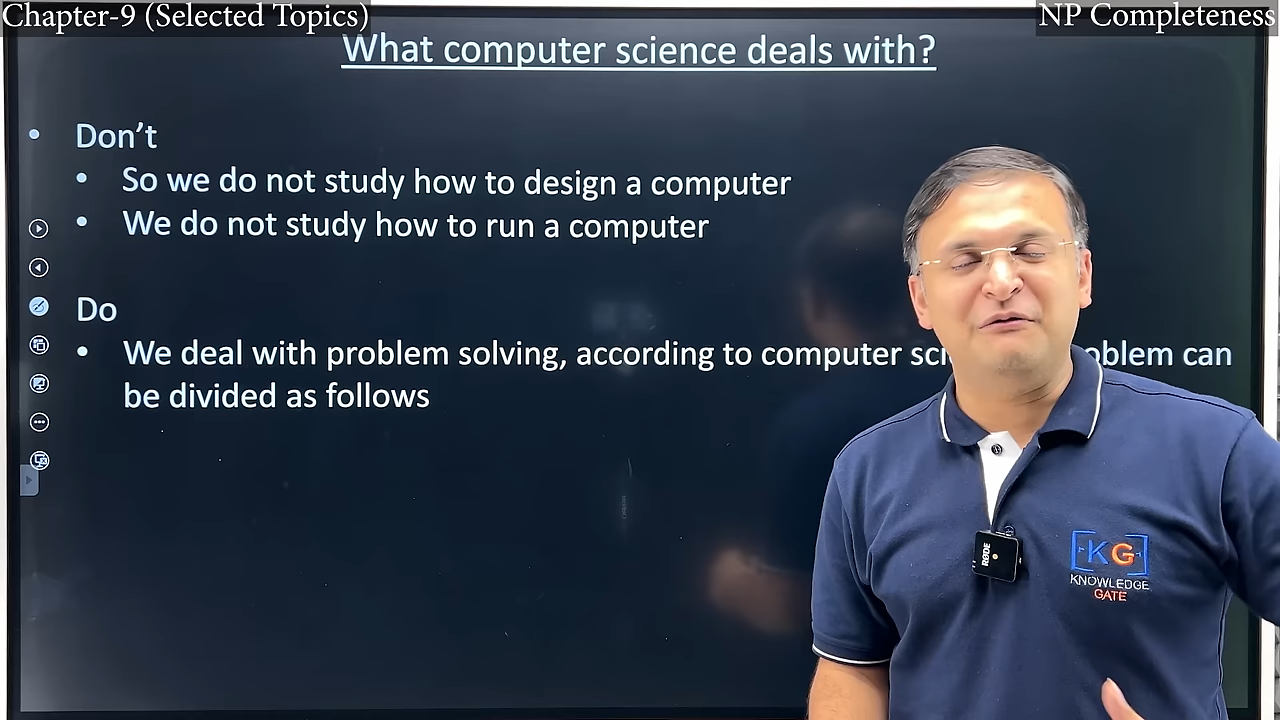 Chapter-9 (Selected Topics)
NP Completeness
What computer science deals with?
• Don’t
• So we do not study how to design a computer
• We do not study how to run a computer
Do
• We deal with problem solving, according to computer can
be divided as follows
RØDE
KG
KNOWLEDGE
GATE